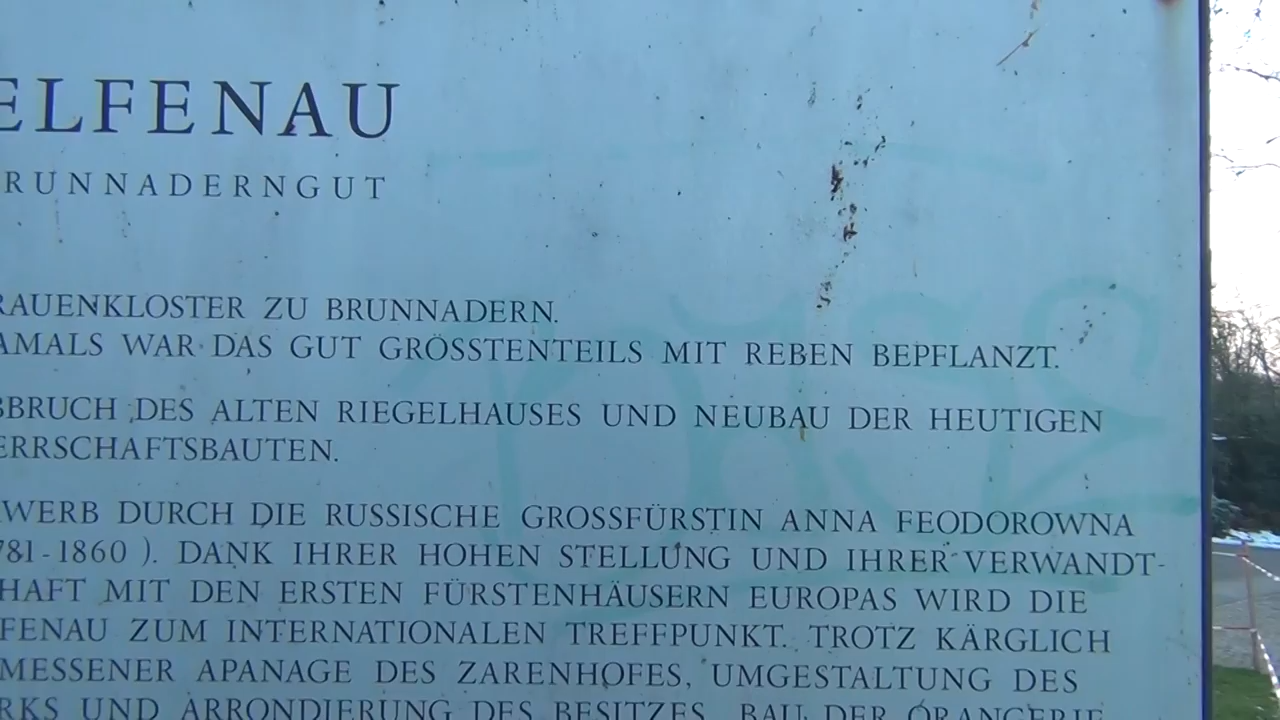 ELFENAU
RUNNADERNGUT
RAUENKLOSTER ZU BRUNNADERN.
AMALS WAR DAS GUT GRÖSSTENTEILS MIT REBEN BEPFLANZT.
BBRUCH DES ALTEN RIEGELHAUSES UND NEUBAU DER HEUTIGEN
ERRSCHAFTSBAUTEN.
WERB DURCH DIE RUSSISCHE GROSSFÜRSTIN ANNA FEODOROWNA
781-1860 ). DANK IHRER HOHEN STELLUNG UND IHRER VERWANDT-
HAFT MIT DEN ERSTEN FÜRSTENHÄUSERN EUROPAS WIRD DIE
FENAU ZUM INTERNATIONALEN TREFFPUNKT. TROTZ KÄRGLICH
MESSENER APANAGE DES ZARENHOFES, UMGESTALTUNG DES
RKS UND ARRONDIERUNG DES BESITZES, BAU DER ORANGERIE